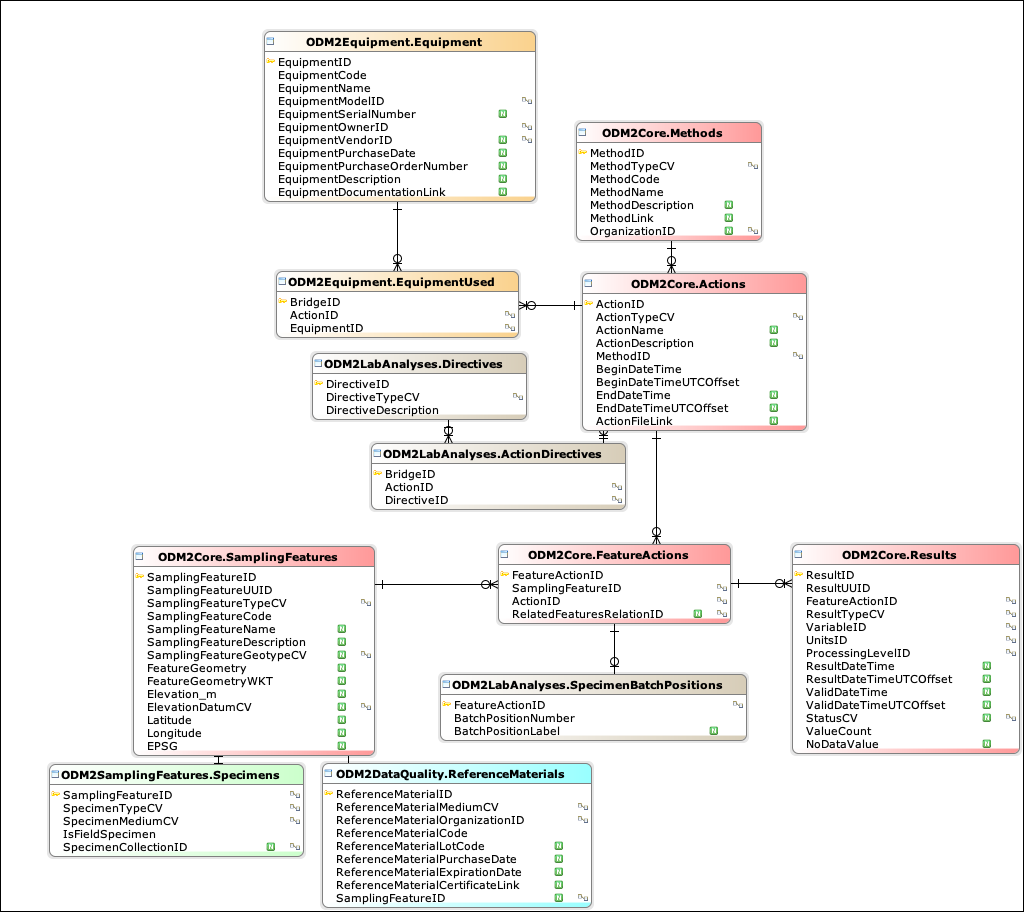 ODM2Equipment.Equipment
EquipmentID
EquipmentCode
EquipmentName
EquipmentModelID
EquipmentSerialNumber N
EquipmentOwnerID
EquipmentVendorID N
EquipmentPurchaseDate N
EquipmentPurchaseOrderNumber N
EquipmentDescription N
EquipmentDocumentationLink N
ODM2Core.Methods
MethodID
MethodTypeCV
MethodCode
MethodName
MethodDescription N
MethodLink N
OrganizationID N
ODM2Equipment.EquipmentUsed
BridgeID
ActionID
EquipmentID
ODM2Core.Actions
ActionID
ActionTypeCV
ActionName N
ActionDescription N
MethodID
BeginDateTime
BeginDateTimeUTCOffset
EndDateTime N
EndDateTimeUTCOffset N
ActionFileLink N
ODM2LabAnalyses.Directives
DirectiveID
DirectiveTypeCV
DirectiveDescription
ODM2LabAnalyses.ActionDirectives
BridgeID
ActionID
DirectiveID
ODM2Core.SamplingFeatures
SamplingFeatureID
SamplingFeatureUUID
SamplingFeatureTypeCV
SamplingFeatureCode
SamplingFeatureName N
SamplingFeatureDescription N
SamplingFeatureGeotypeCV N
FeatureGeometry N
FeatureGeometryWKT N
Elevation_m N
ElevationDatumCV N
Latitude N
Longitude N
EPSG N
ODM2Core.FeatureActions
FeatureActionID
SamplingFeatureID
ActionID
RelatedFeaturesRelationID N
ODM2Core.Results
ResultID
ResultUUID
FeatureActionID
ResultTypeCV
VariableID
UnitsID
ProcessingLevelID
ResultDateTime N
ResultDateTimeUTCOffset N
ValidDateTime N
ValidDateTimeUTCOffset N
StatusCV N
ValueCount
NoDataValue N
ODM2LabAnalyses.SpecimenBatchPositions
FeatureActionID
BatchPositionNumber
BatchPositionLabel N
ODM2SamplingFeatures.Specimens
SamplingFeatureID
SpecimenTypeCV
SpecimenMediumCV
IsFieldSpecimen
SpecimenCollectionID N
ODM2DataQuality.ReferenceMaterials
ReferenceMaterialID
ReferenceMaterialMediumCV
ReferenceMaterialOrganizationID
ReferenceMaterialCode
ReferenceMaterialLotCode N
ReferenceMaterialPurchaseDate N
ReferenceMaterialExpirationDate N
ReferenceMaterialCertificateLink N
SamplingFeatureID N